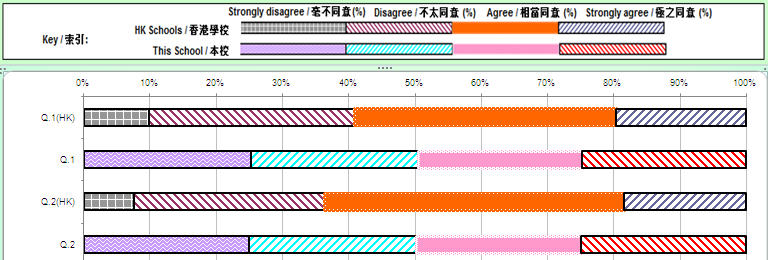 Strongly disagree / 毫不同意 (%) Disagree / 不太同意 (%) Agree / 相當同意 (%) Strongly agree / 極之同意 (%)
Key / 索引:
HK Schools / 香港學校
This School / 本校
0% 10% 20% 30% 40% 50% 60% 70% 80% 90% 100%
Q.1(HK)
Q.1
Q.2(HK)
Q.2